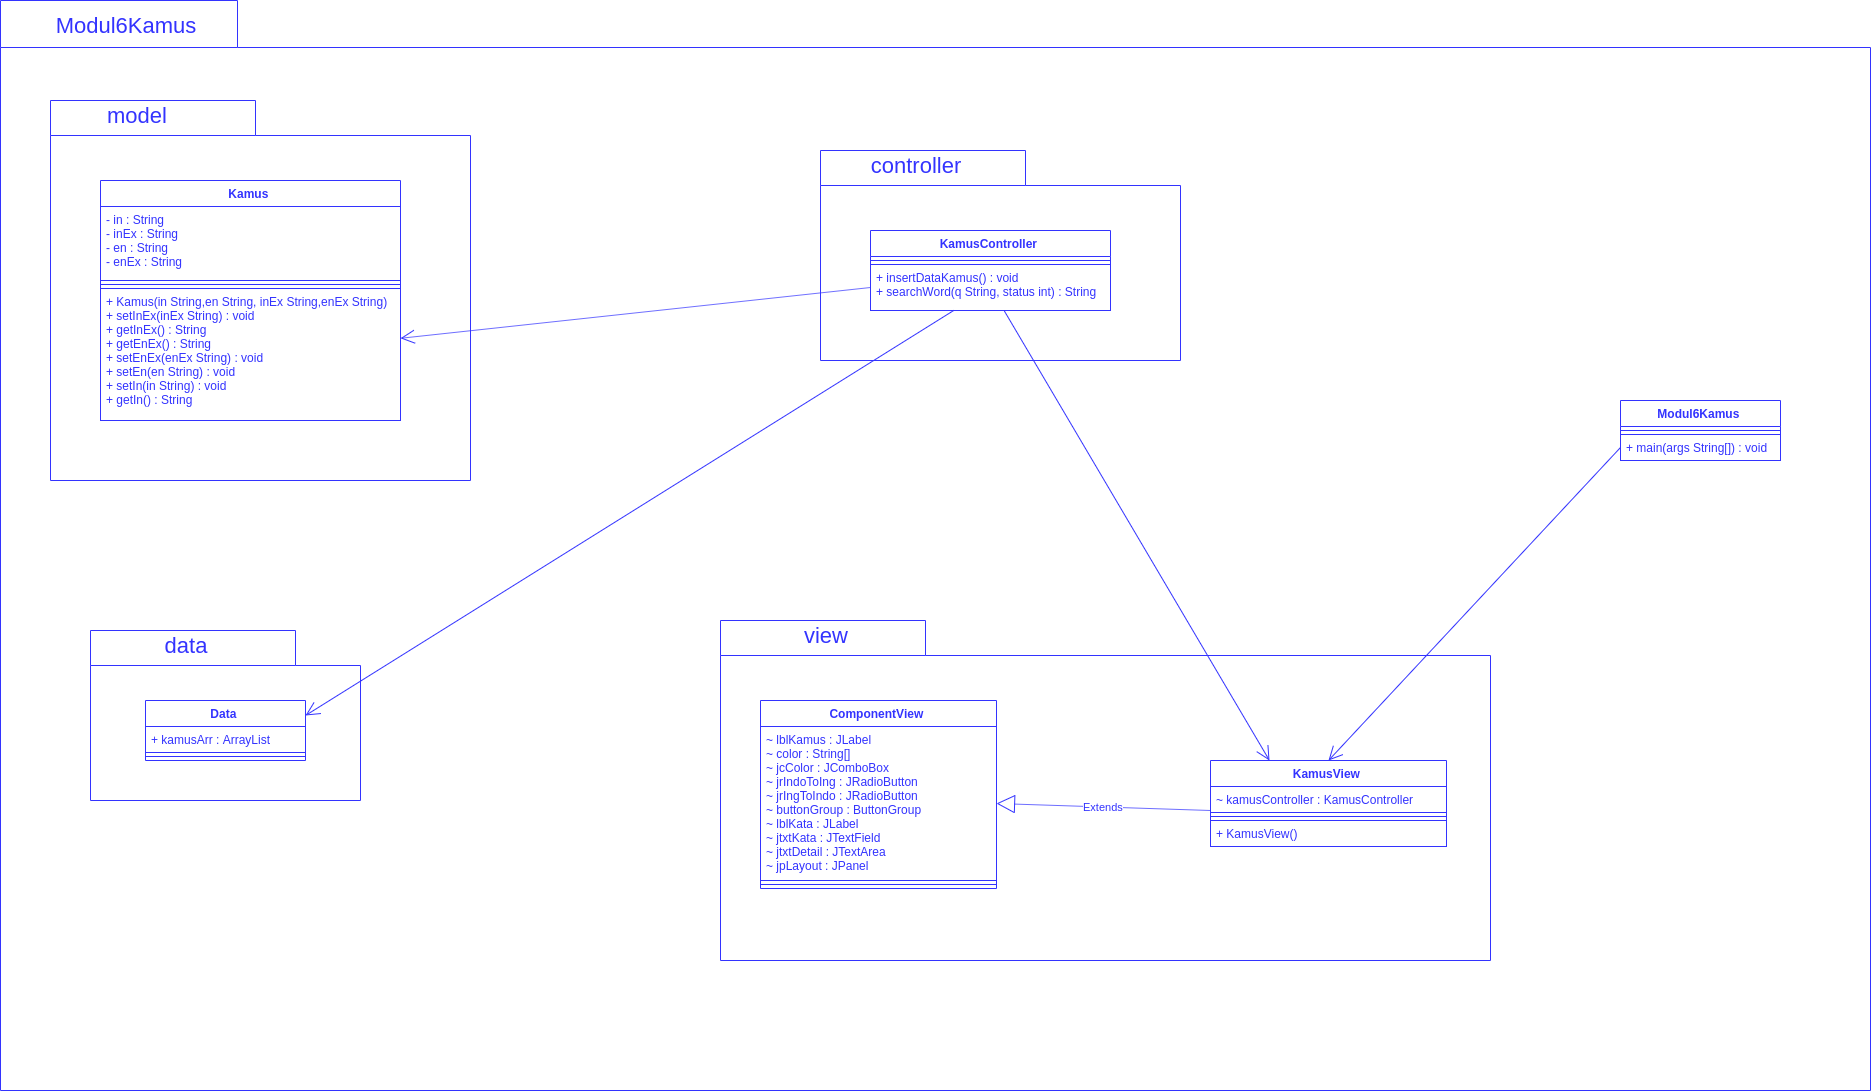 Modul6Kamus
model
Kamus
- in : String
- inEx : String
- en : String
- enEx : String
+ Kamus(in String,en String, inEx String,enEx String)
+ setInEx(inEx String) : void
+ getInEx() : String
+ getEnEx() : String
+ setEnEx(enEx String) : void
+ setEn(en String) : void
+ setIn(in String) : void
+ getIn() : String
controller
KamusController
+ insertDataKamus() : void
+ searchWord(q String, status int) : String
Modul6Kamus
+ main(args String[]) : void
data
Data
+ kamusArr : ArrayList
view
ComponentView
~ lblKamus : JLabel
~ color : String[]
~ jcColor : JComboBox
~ jrIndoToIng : JRadioButton
~ jrIngToIndo : JRadioButton
~ buttonGroup : ButtonGroup
~ lblKata : JLabel
~ jtxtKata : JTextField
~ jtxtDetail : JTextArea
~ jpLayout : JPanel
Extends
KamusView
~ kamusController : KamusController
+ KamusView()